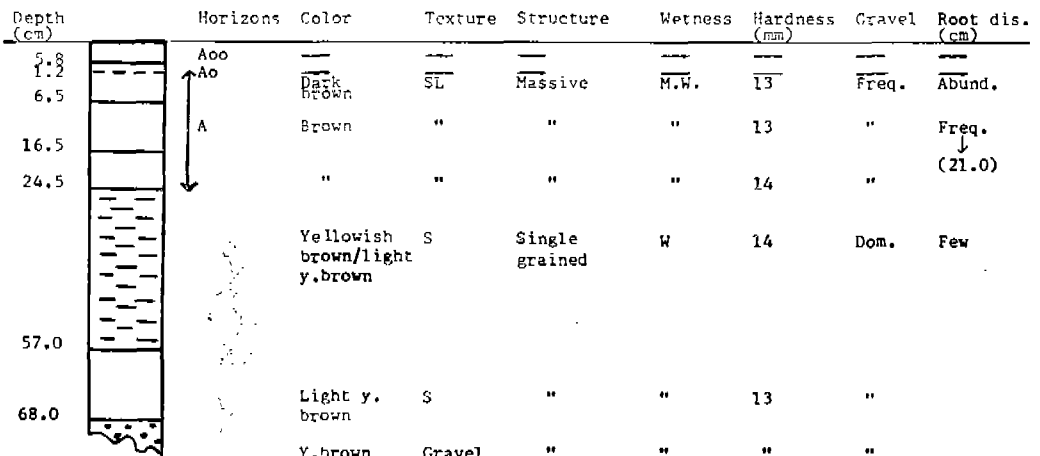 Depth Horizons Color Texture Structure Wetness Hardness Gravel Root dis.
(cm) (mm) (cm)
5.8 Aoo — — — — — — —
1.2 Ao — — — — — — —
6.5 Dark brown SL Massive M.W. 13 Freq. Abund.
A Brown " " " 13 " Freq.
16.5 ↓
(21.0)
24.5 " " " " 14 "
Yellowish S Single W 14 Dom. Few
brown/light grained
y.brown
57.0
Light y. S " " 13 "
brown
68.0
Y.brown Gravel " " " "